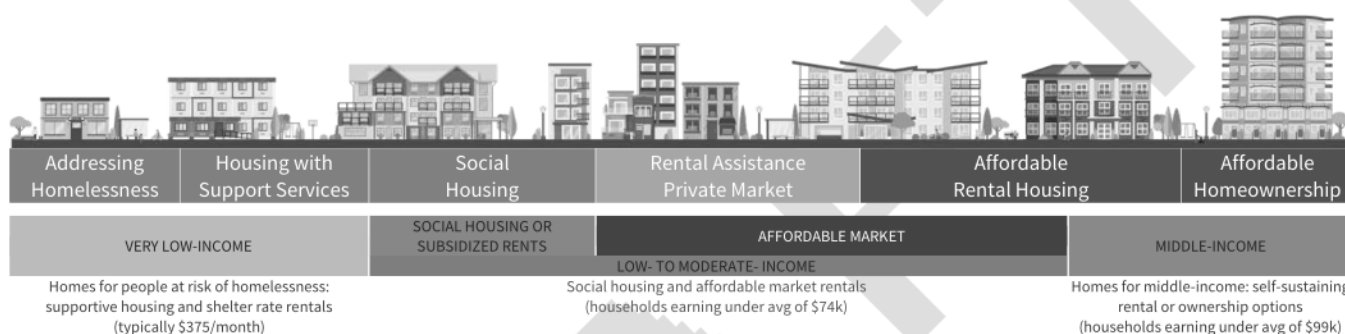 Addressing
Homelessness
Housing with
Support Services
Social
Housing
Rental Assistance
Private Market
Affordable
Rental Housing
Affordable
Homeownership
VERY LOW-INCOME
SOCIAL HOUSING OR
SUBSIDIZED RENTS
AFFORDABLE MARKET
LOW- TO MODERATE- INCOME
MIDDLE-INCOME
Homes for people at risk of homelessness:
supportive housing and shelter rate rentals
(typically $375/month)
Social housing and affordable market rentals
(households earning under avg of $74k)
Homes for middle-income: self-sustaining
rental or ownership options
(households earning under avg of $99k)